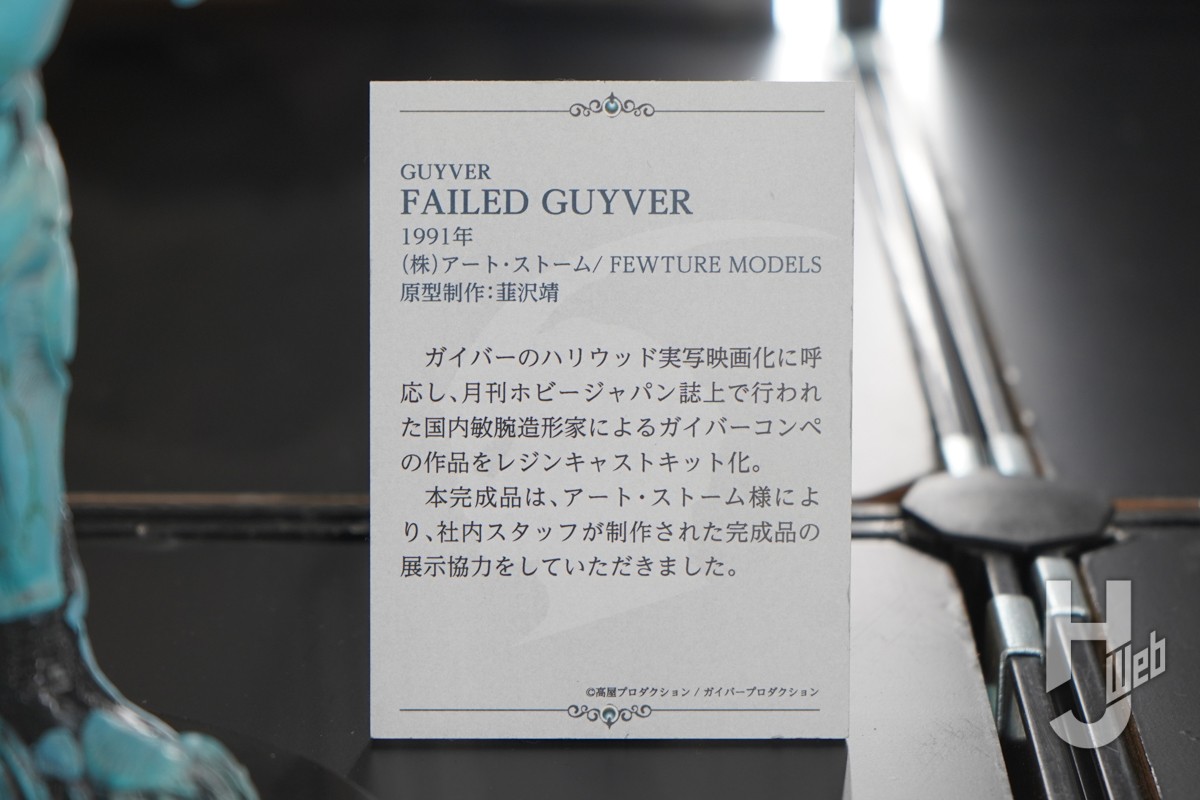 GUYVER
FAILED GUYVER
1991年
(株)アート・ストーム/ FEWTURE MODELS
原型制作:韮沢靖
ガイバーのハリウッド実写映画化に呼
応し、月刊ホビージャパン誌上で行われ
た国内敏腕造形家によるガイバーコンペ
の作品をレジンキャストキット化。
本完成品は、アート・ストーム様によ
り、社内スタッフが制作された完成品の
展示協力をしていただきました。
©高屋プロダクション / ガイバープロダクション
HJ Web